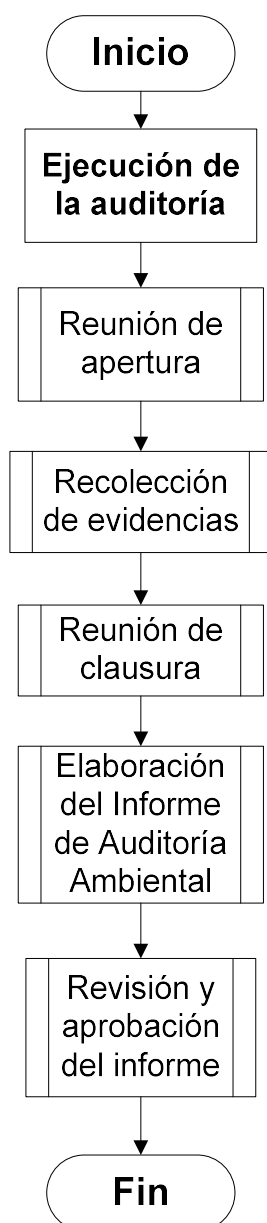 Inicio
Ejecución de
la auditoría
Reunión de
apertura
Recolección
de evidencias
Reunión de
clausura
Elaboración
del Informe
de Auditoría
Ambiental
Revisión y
aprobación
del informe
Fin